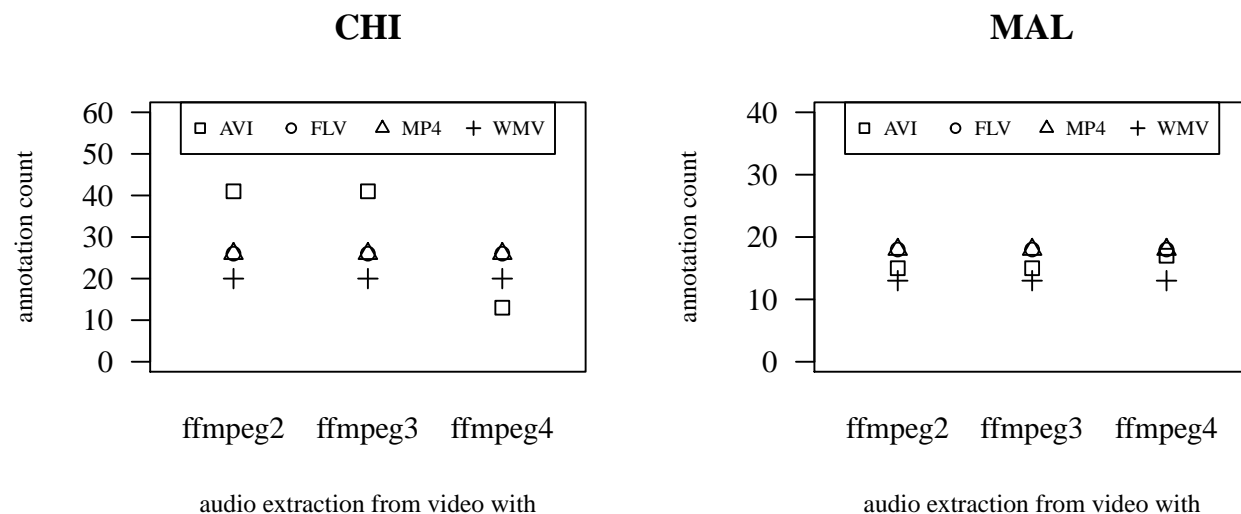 CHI
annotation count
60
50
40
30
20
10
0
AVI FLV MP4 WMV
ffmpeg2 ffmpeg3 ffmpeg4
audio extraction from video with
MAL
annotation count
40
30
20
10
0
AVI FLV MP4 WMV
ffmpeg2 ffmpeg3 ffmpeg4
audio extraction from video with